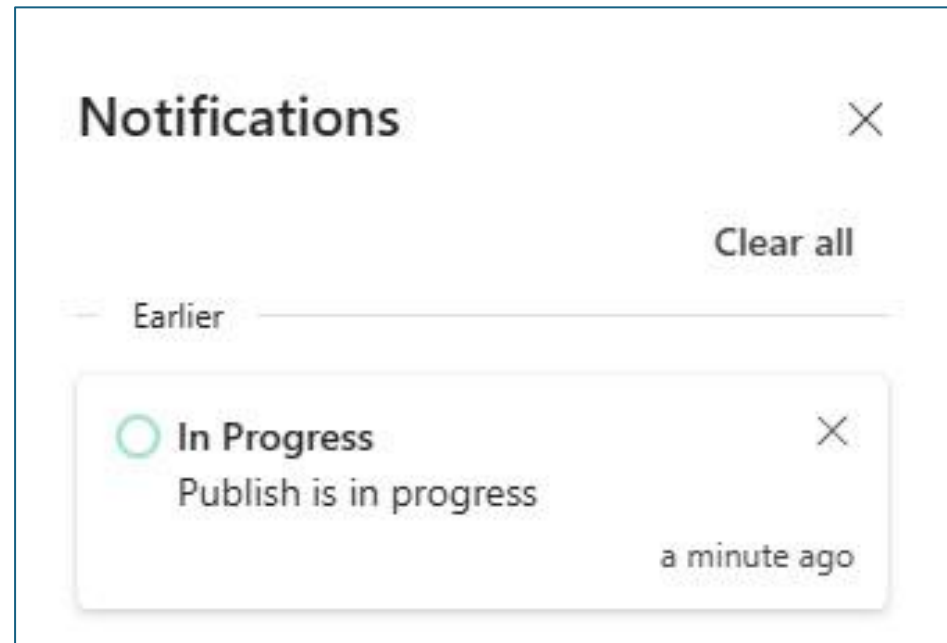 Notifications
Clear all
Earlier
In Progress
Publish is in progress
a minute ago